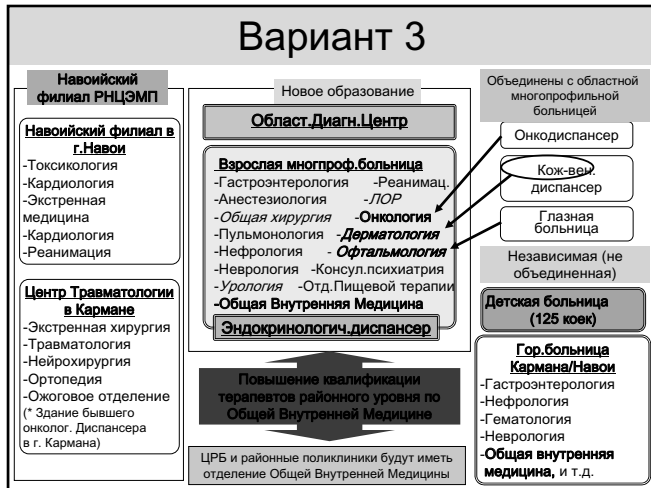 Вариант 3
Навоийский
филиал РНЦЭМП
Навоийский филиал в
г.Навои
-Токсикология
-Кардиология
-Экстренная
медицина
-Кардиология
-Реанимация
Центр Травматологии
в Кармане
-Экстренная хирургия
-Травматология
-Нейрохирургия
-Ортопедия
-Ожоговое отделение
(* Здание бывшего
онколог. Диспансера
в г. Кармана)
Новое образование
Област.Диагн.Центр
Взрослая многпроф.больница
-Гастроэнтерология -Реанимац.
-Анестезиология -ЛОР
-Общая хирургия -Онкология
-Пульмонология -Дерматология
-Нефрология - Офтальмология
-Неврология -Консул.психиатрия
-Урология -Отд.Пищевой терапии
-Общая Внутренняя Медицина
Эндокринологич.диспансер
Повышение квалификации
терапевтов районного уровня по
Общей Внутренней Медицине
ЦРБ и районные поликлиники будут иметь
отделение Общей Внутренней Медицины
Объединены с областной
многопрофильной
больницей
Онкодиспансер
Кож-вен.
диспансер
Глазная
больница
Независимая (не
объединенная)
Детская больница
(125 коек)
Гор.больница
Кармана/Навои
-Гастроэнтерология
-Нефрология
-Гематология
-Неврология
-Общая внутренняя
медицина, и т.д.